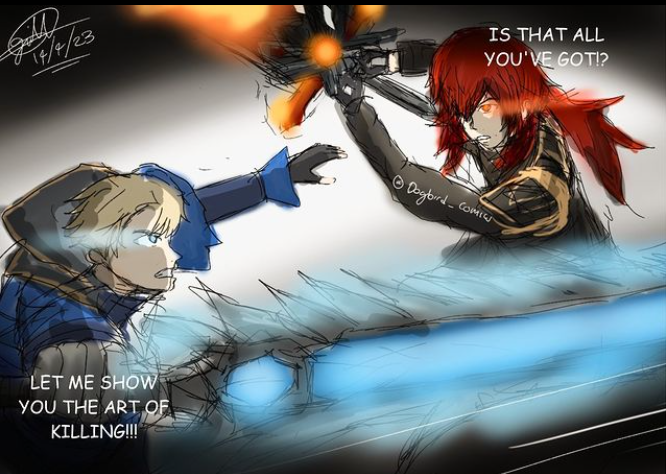 14/4/23
IS THAT ALL
YOU'VE GOT!?
@ Dogbird_comics
LET ME SHOW
YOU THE ART OF
KILLING!!!